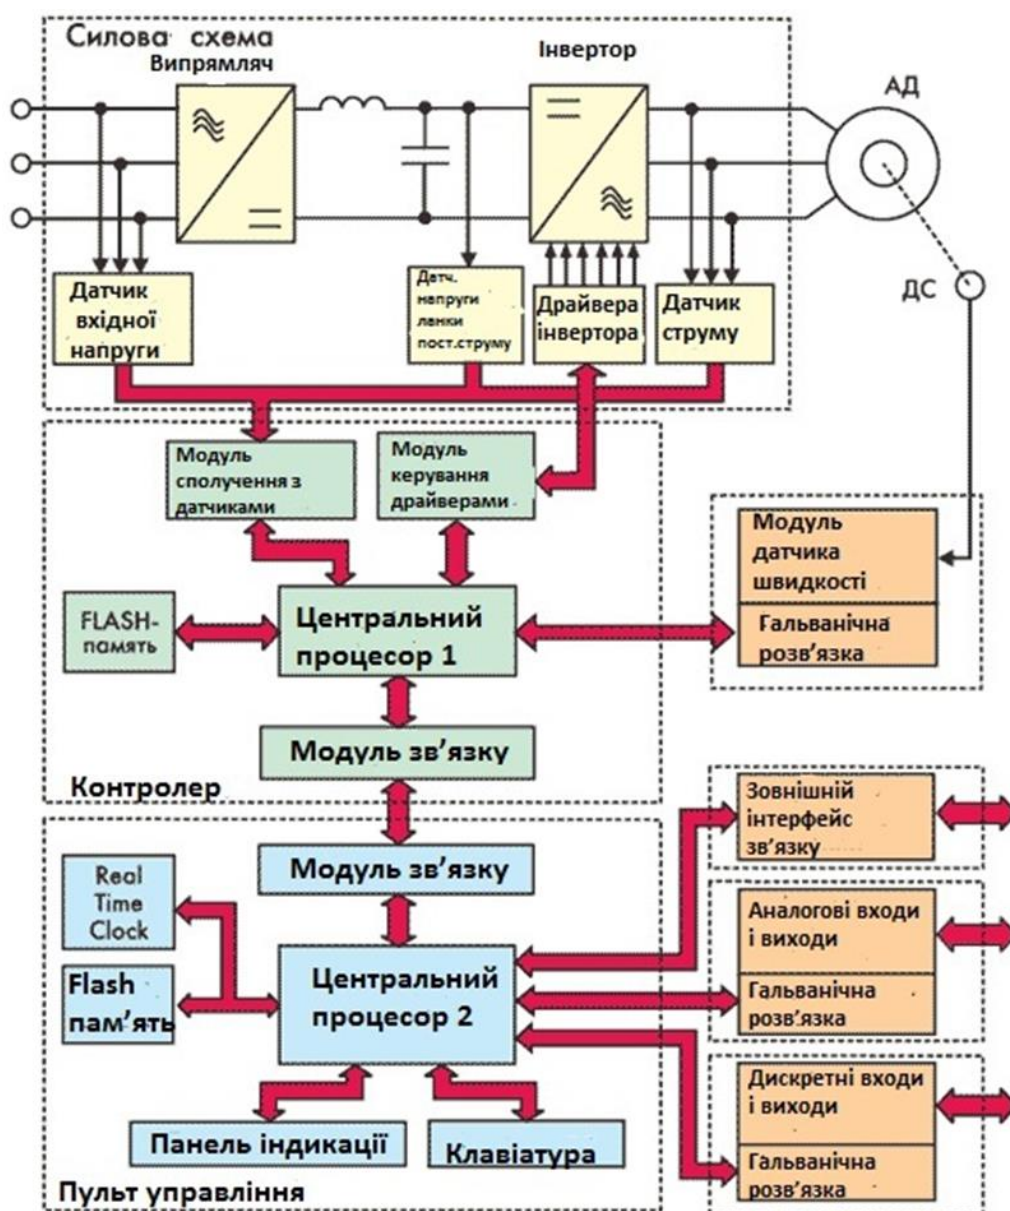 Силова схема
Випрямляч
Інвертор
АД
Датчик
вхідної
напруги
Датч.
напруги
ланки
пост.струму
Драйвера
інвертора
Датчик
струму
ДС
Модуль
сполучення з
датчиками
Модуль
керування
драйверами
Модуль
датчика
швидкості
Гальванічна
розв'язка
FLASH-
память
Центральний
процесор 1
Модуль зв'язку
Контролер
Зовнішній
інтерфейс
зв'язку
Модуль зв'язку
Real
Time
Clock
Аналогові входи
і виходи
Гальванічна
розв'язка
Flash
пам'ять
Центральний
процесор 2
Дискретні входи
і виходи
Гальванічна
розв'язка
Панель індикації
Клавіатура
Пульт управління